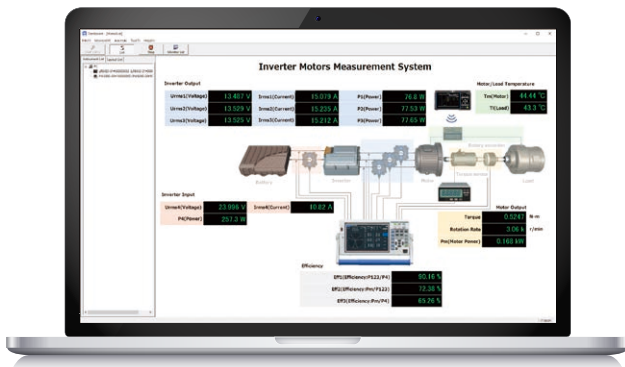 Inverter Motors Measurement System
Inverter Output
Urms1(Voltage) 13.487 V Irms1(Current) 15.079 A P1(Power) 76.8 W
Urms2(Voltage) 13.529 V Irms2(Current) 15.235 A P2(Power) 77.53 W
Urms3(Voltage) 13.525 V Irms3(Current) 15.212 A P3(Power) 77.65 W
Motor/Load Temperature
Tm(Motor) 44.44 °C
Tl(Load) 43.3 °C
Battery
Inverter
Motor
Load
Inverter Input
Urms4(Voltage) 23.996 V Irms4(Current) 10.82 A
P4(Power) 257.3 W
Motor Output
Torque 0.5247 N·m
Rotation Rate 3.06 k r/min
Pm(Motor Power) 0.168 kW
Efficiency
Eff1(Efficiency:P123/P4) 90.16 %
Eff2(Efficiency:Pm/P123) 72.38 %
Eff3(Efficiency:Pm/P4) 65.26 %